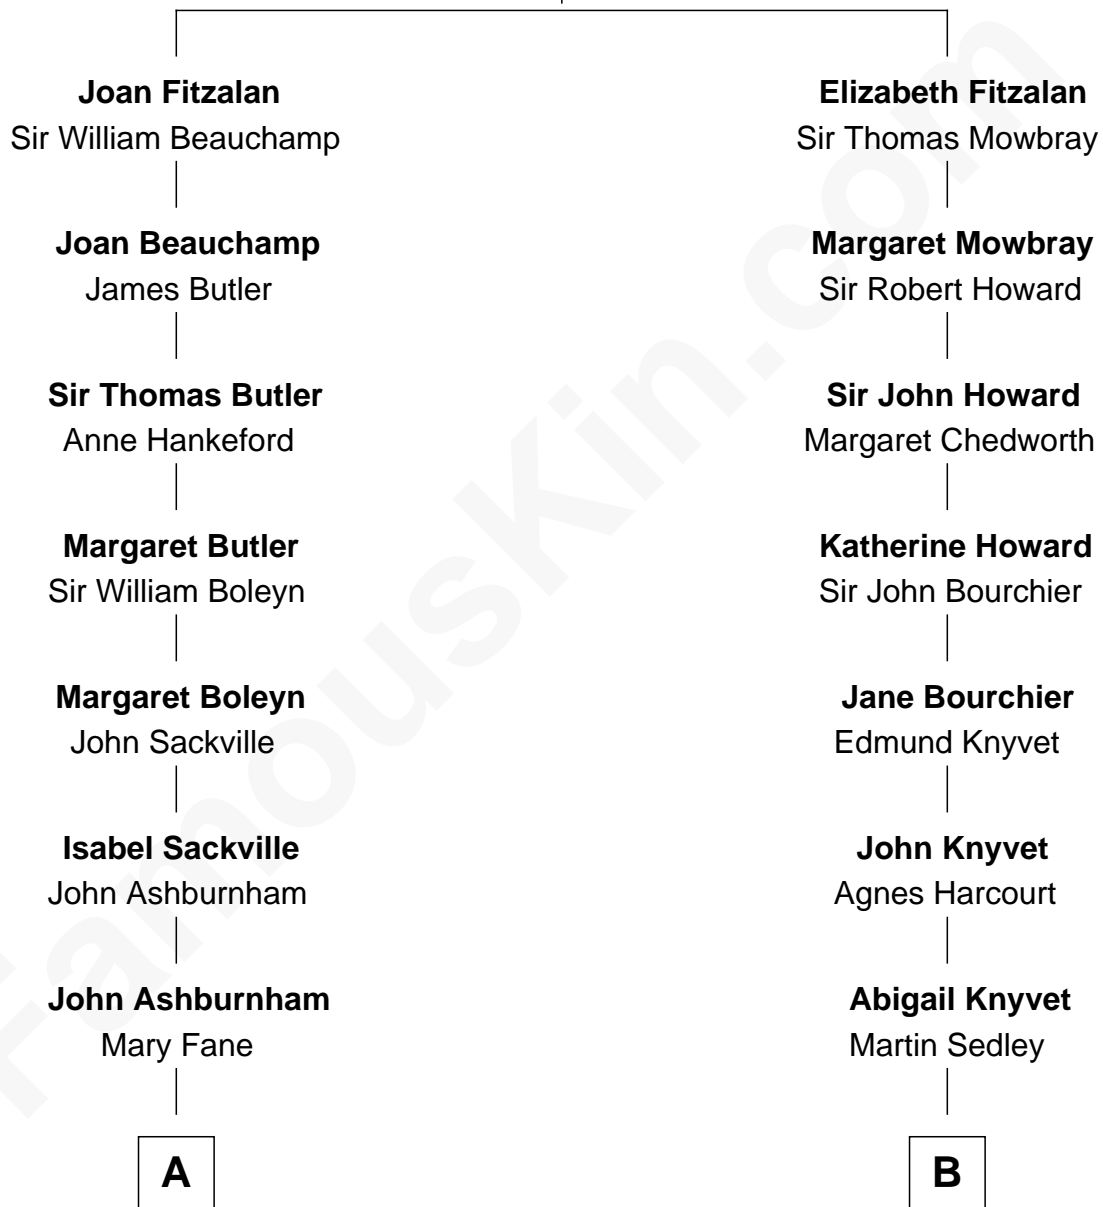 Joan Fitzalan
Sir William Beauchamp
Joan Beauchamp
James Butler
Sir Thomas Butler
Anne Hankeford
Margaret Butler
Sir William Boleyn
Margaret Boleyn
John Sackville
Isabel Sackville
John Ashburnham
John Ashburnham
Mary Fane
A
Elizabeth Fitzalan
Sir Thomas Mowbray
Margaret Mowbray
Sir Robert Howard
Sir John Howard
Margaret Chedworth
Katherine Howard
Sir John Bourchier
Jane Bourchier
Edmund Knyvet
John Knyvet
Agnes Harcourt
Abigail Knyvet
Martin Sedley
B
FamousKin.com